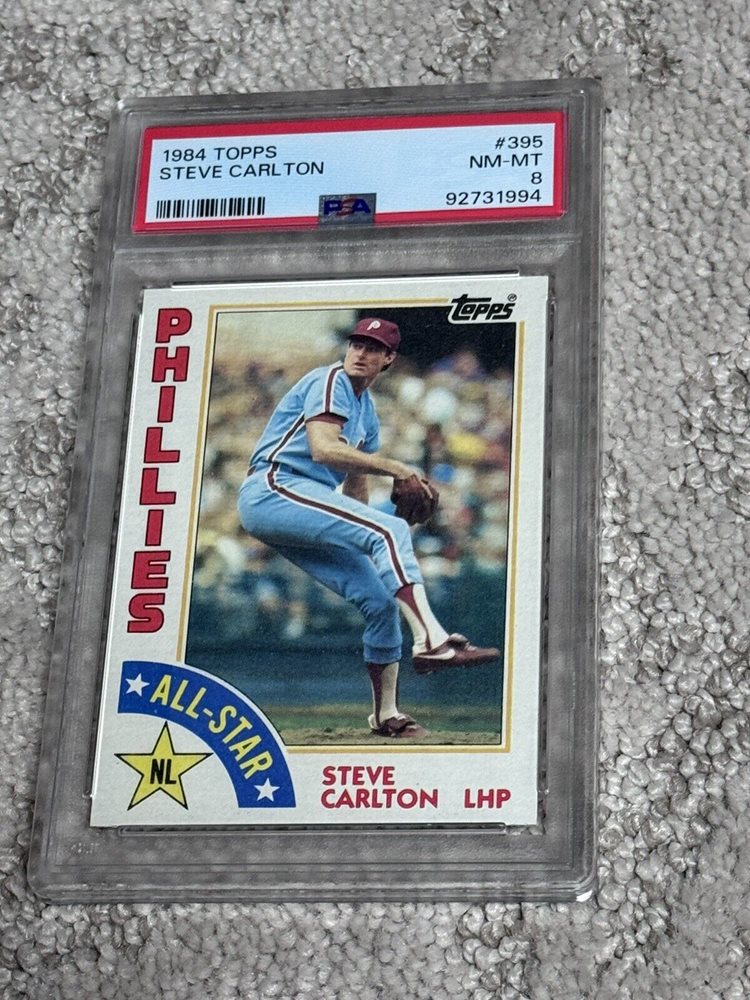 1984 TOPPS #395
STEVE CARLTON NM-MT
8
PSA 92731994
Topps®
PHILLIES
P
★ ALL-STAR ★
NL
STEVE
CARLTON LHP